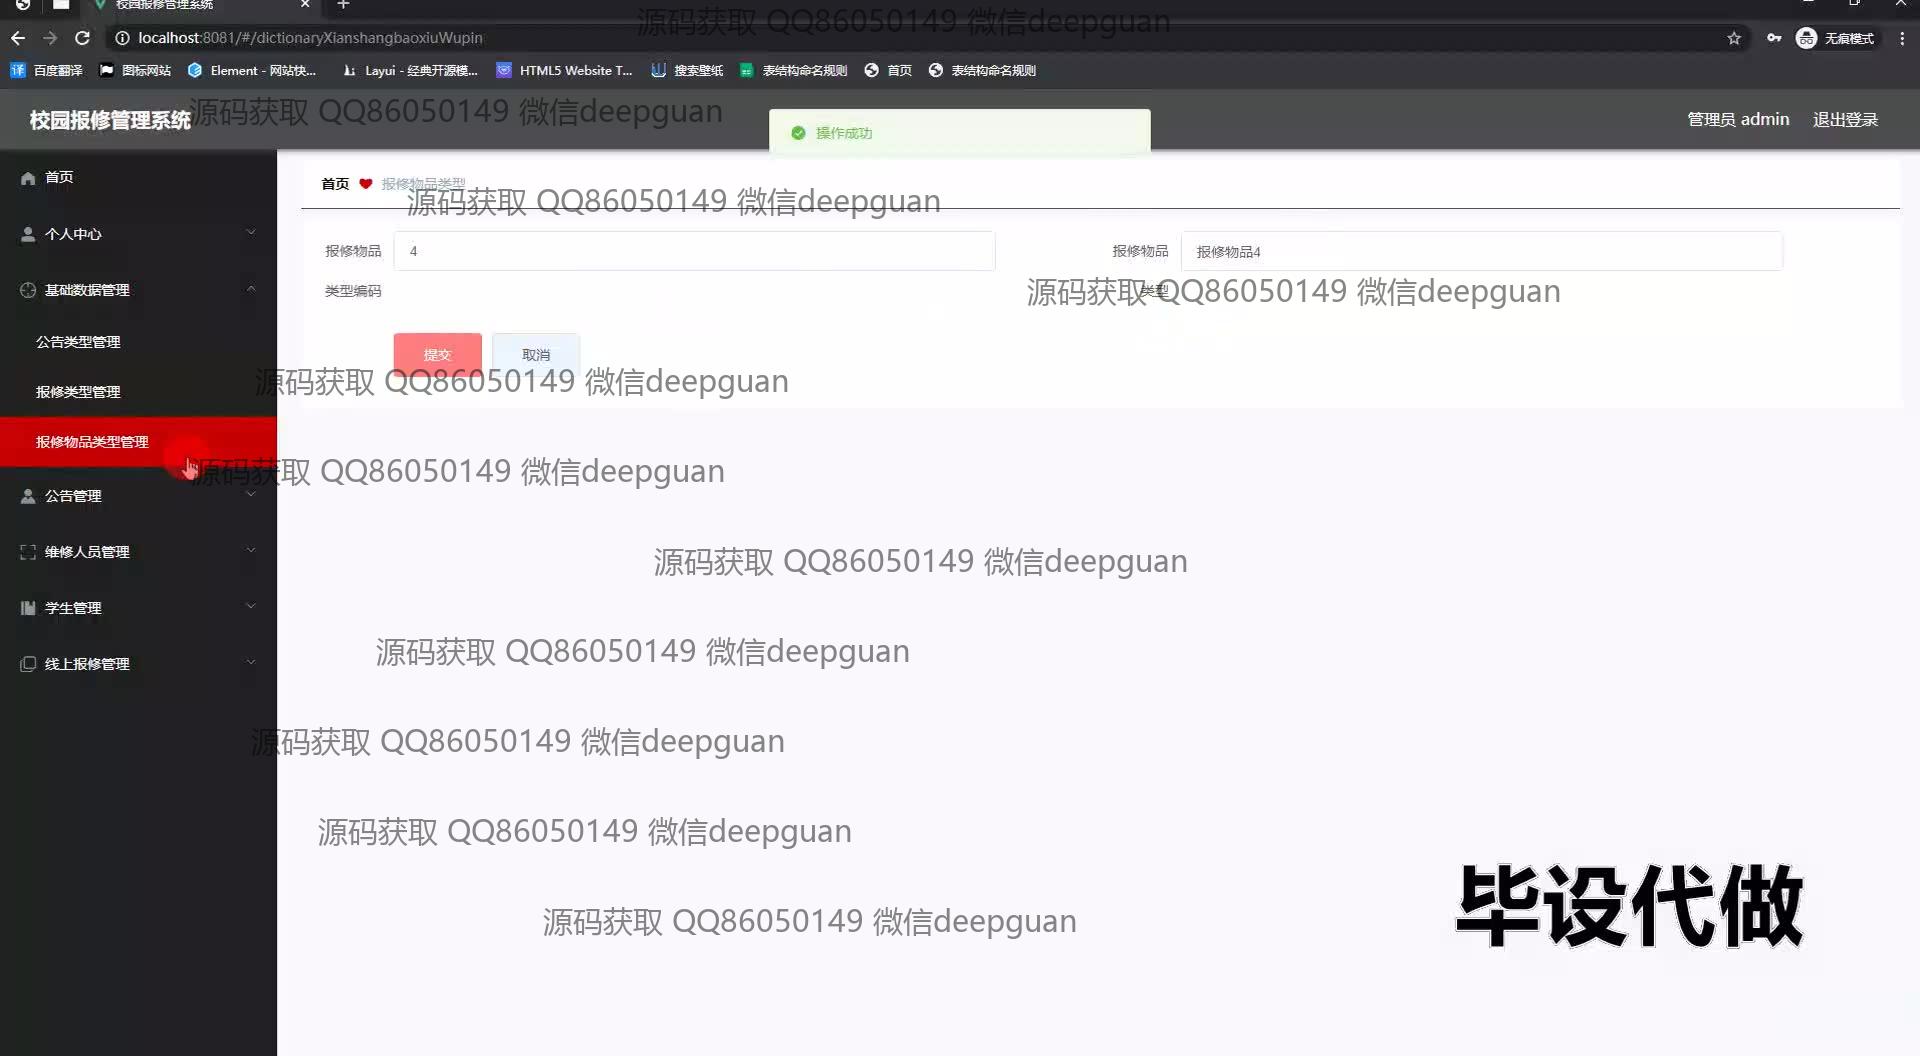 校园报修管理系统
源码获取 QQ86050149 微信deepguan
localhost:8081/#/dictionaryXianshangbaoxiuWupin
无痕模式
百度翻译 图标网站 Element - 网站快... Layui - 经典开源模... HTML5 Website T... 搜索壁纸 表结构命名规则 首页 表结构命名规则
校园报修管理系统
源码获取 QQ86050149 微信deepguan
操作成功
管理员 admin 退出登录
首页
个人中心
基础数据管理
公告类型管理
报修类型管理
报修物品类型管理
公告管理
维修人员管理
学生管理
线上报修管理
首页 报修物品类型
源码获取 QQ86050149 微信deepguan
报修物品 4 报修物品 报修物品4
类型编码 类型
源码获取 QQ86050149 微信deepguan
提交 取消
源码获取 QQ86050149 微信deepguan
源码获取 QQ86050149 微信deepguan
源码获取 QQ86050149 微信deepguan
源码获取 QQ86050149 微信deepguan
源码获取 QQ86050149 微信deepguan
源码获取 QQ86050149 微信deepguan
源码获取 QQ86050149 微信deepguan
毕设代做